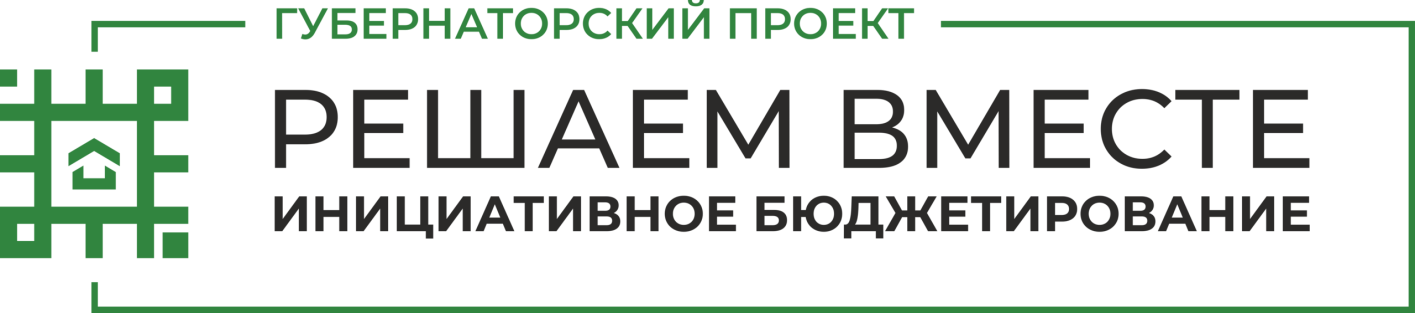 ГУБЕРНАТОРСКИЙ ПРОЕКТ
РЕШАЕМ ВМЕСТЕ
ИНИЦИАТИВНОЕ БЮДЖЕТИРОВАНИЕ